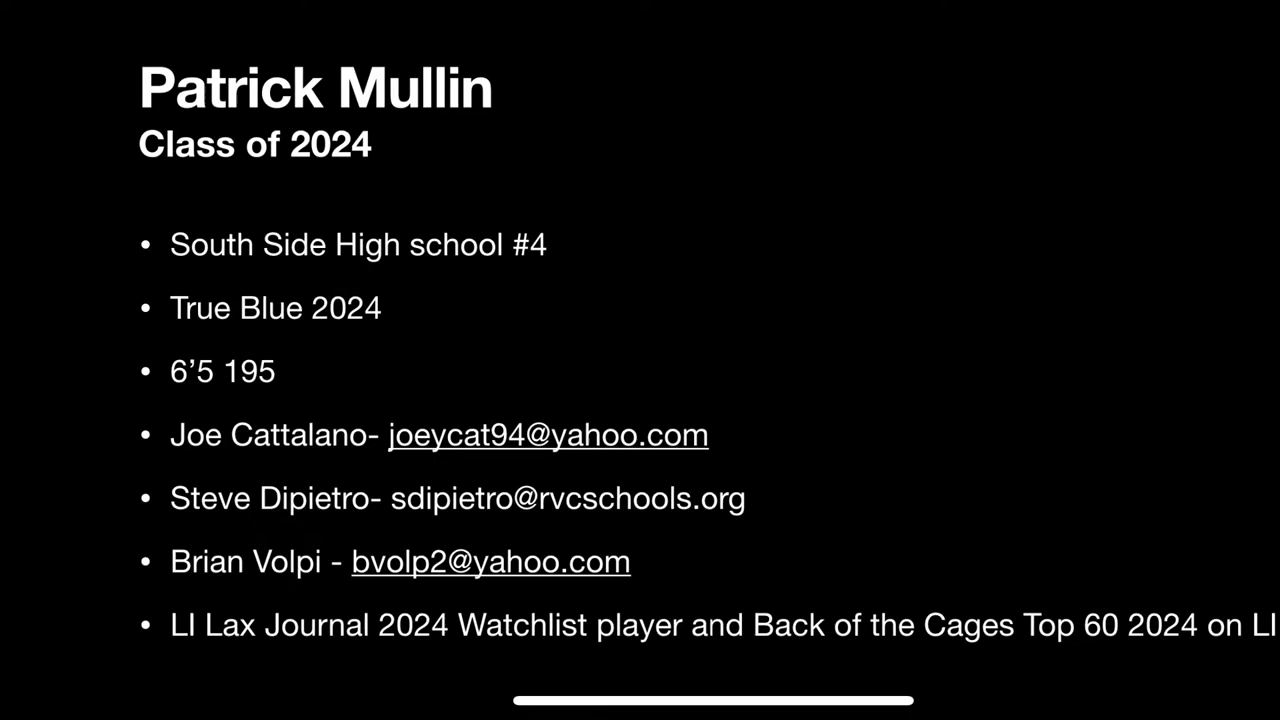 Patrick Mullin
Class of 2024
• South Side High school #4
• True Blue 2024
• 6’5 195
• Joe Cattalano- joeycat94@yahoo.com
• Steve Dipietro- sdipietro@rvcschools.org
• Brian Volpi - bvolp2@yahoo.com
• LI Lax Journal 2024 Watchlist player and Back of the Cages Top 60 2024 on LI